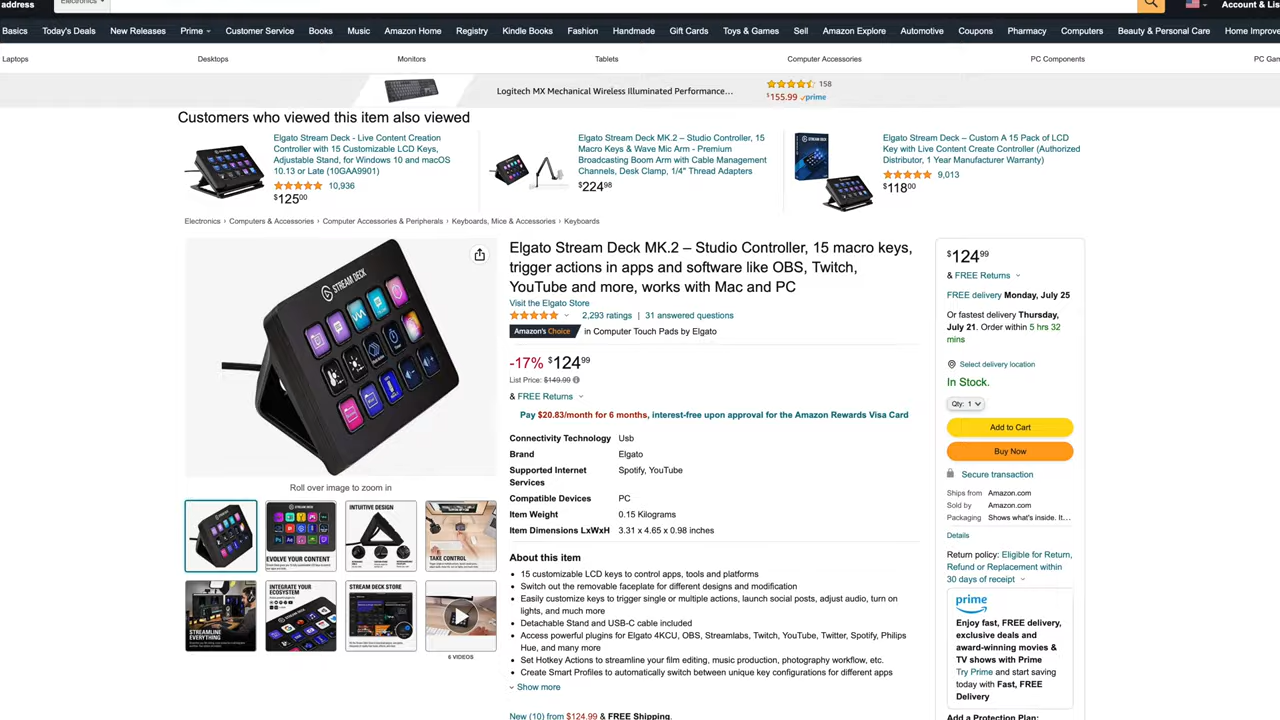 address
Electronics
Account & Lis
Basics
Today's Deals
New Releases
Prime
Customer Service
Books
Music
Amazon Home
Registry
Kindle Books
Fashion
Handmade
Gift Cards
Toys & Games
Sell
Amazon Explore
Automotive
Coupons
Pharmacy
Computers
Beauty & Personal Care
Home Improve
Laptops
Desktops
Monitors
Tablets
Computer Accessories
PC Components
PC Gam
Logitech MX Mechanical Wireless Illuminated Performance…
158
$155.99 prime
Customers who viewed this item also viewed
Elgato Stream Deck - Live Content Creation
Controller with 15 Customizable LCD Keys,
Adjustable Stand, for Windows 10 and macOS
10.13 or Late (10GAA9901)
10,936
$125.00
Elgato Stream Deck MK.2 – Studio Controller, 15
Macro Keys & Wave Mic Arm - Premium
Broadcasting Boom Arm with Cable Management
Channels, Desk Clamp, 1/4" Thread Adapters
$224.98
Elgato Stream Deck – Custom A 15 Pack of LCD
Key with Live Content Create Controller (Authorized
Distributor, 1 Year Manufacturer Warranty)
9,013
$118.00
Electronics › Computers & Accessories › Computer Accessories & Peripherals › Keyboards, Mice & Accessories › Keyboards
STREAM DECK
Roll over image to zoom in
EVOLVE YOUR CONTENT
INTUITIVE DESIGN
TAKE CONTROL
STREAMLINE
EVERYTHING
INTEGRATE YOUR
ECOSYSTEM
STREAM DECK STORE
6 VIDEOS
Elgato Stream Deck MK.2 – Studio Controller, 15 macro keys,
trigger actions in apps and software like OBS, Twitch,
YouTube and more, works with Mac and PC
Visit the Elgato Store
2,293 ratings | 31 answered questions
Amazon's Choice in Computer Touch Pads by Elgato
-17% $124.99
List Price: $149.99
& FREE Returns
Pay $20.83/month for 6 months, interest-free upon approval for the Amazon Rewards Visa Card
Connectivity Technology Usb
Brand Elgato
Supported Internet Services Spotify, YouTube
Compatible Devices PC
Item Weight 0.15 Kilograms
Item Dimensions LxWxH 3.31 x 4.65 x 0.98 inches
About this item
15 customizable LCD keys to control apps, tools and platforms
Switch out the removable faceplate for different designs and modification
Easily customize keys to trigger single or multiple actions, launch social posts, adjust audio, turn on
lights, and much more
Detachable Stand and USB-C cable included
Access powerful plugins for Elgato 4KCU, OBS, Streamlabs, Twitch, YouTube, Twitter, Spotify, Philips
Hue, and many more
Set Hotkey Actions to streamline your film editing, music production, photography workflow, etc.
Create Smart Profiles to automatically switch between unique key configurations for different apps
Show more
New (10) from $124.99 & FREE Shipping.
$124.99
& FREE Returns
FREE delivery Monday, July 25
Or fastest delivery Thursday,
July 21. Order within 5 hrs 32
mins
Select delivery location
In Stock.
Qty: 1
Add to Cart
Buy Now
Secure transaction
Ships from Amazon.com
Sold by Amazon.com
Packaging Shows what's inside. It…
Details
Return policy: Eligible for Return,
Refund or Replacement within
30 days of receipt
prime
Enjoy fast, FREE delivery,
exclusive deals and
award-winning movies &
TV shows with Prime
Try Prime and start saving
today with Fast, FREE
Delivery
Add a Protection Plan: